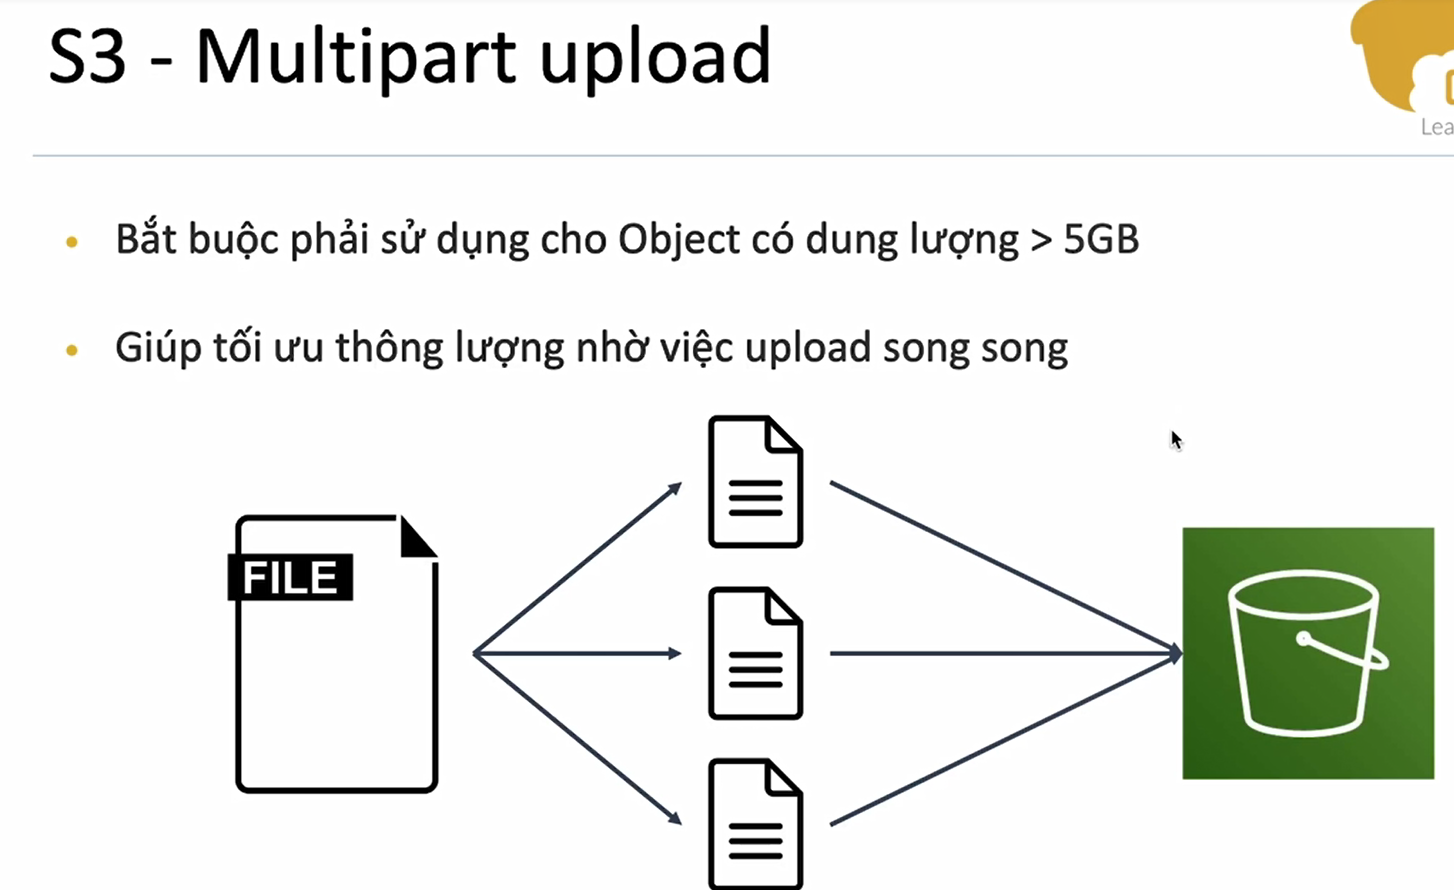 S3 - Multipart upload
Lea
Bắt buộc phải sử dụng cho Object có dung lượng > 5GB
Giúp tối ưu thông lượng nhờ việc upload song song
FILE